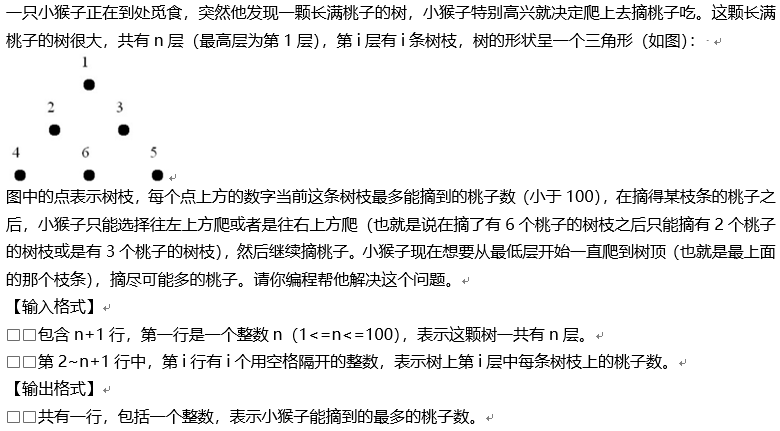 一只小猴子正在到处觅食，突然他发现一颗长满桃子的树，小猴子特别高兴就决定爬上去摘桃子吃。这颗长满
桃子的树很大，共有 n 层（最高层为第 1 层），第 i 层有 i 条树枝，树的形状呈一个三角形（如图）：
1
2 3
4 6 5
图中的点表示树枝，每个点上方的数字当前这条树枝最多能摘到的桃子数（小于 100），在摘得某枝条的桃子之
后，小猴子只能选择往左上方爬或者是往右上方爬（也就是说在摘了有 6 个桃子的树枝之后只能摘有 2 个桃子
的树枝或是有 3 个桃子的树枝），然后继续摘桃子。小猴子现在想要从最低层开始一直爬到树顶（也就是最上面
的那个枝条），摘尽可能多的桃子。请你编程帮他解决这个问题。
【输入格式】
□□包含 n+1 行，第一行是一个整数 n（1<=n<=100），表示这颗树一共有 n 层。
□□第 2~n+1 行中，第 i 行有 i 个用空格隔开的整数，表示树上第 i 层中每条树枝上的桃子数。
【输出格式】
□□共有一行，包括一个整数，表示小猴子能摘到的最多的桃子数。